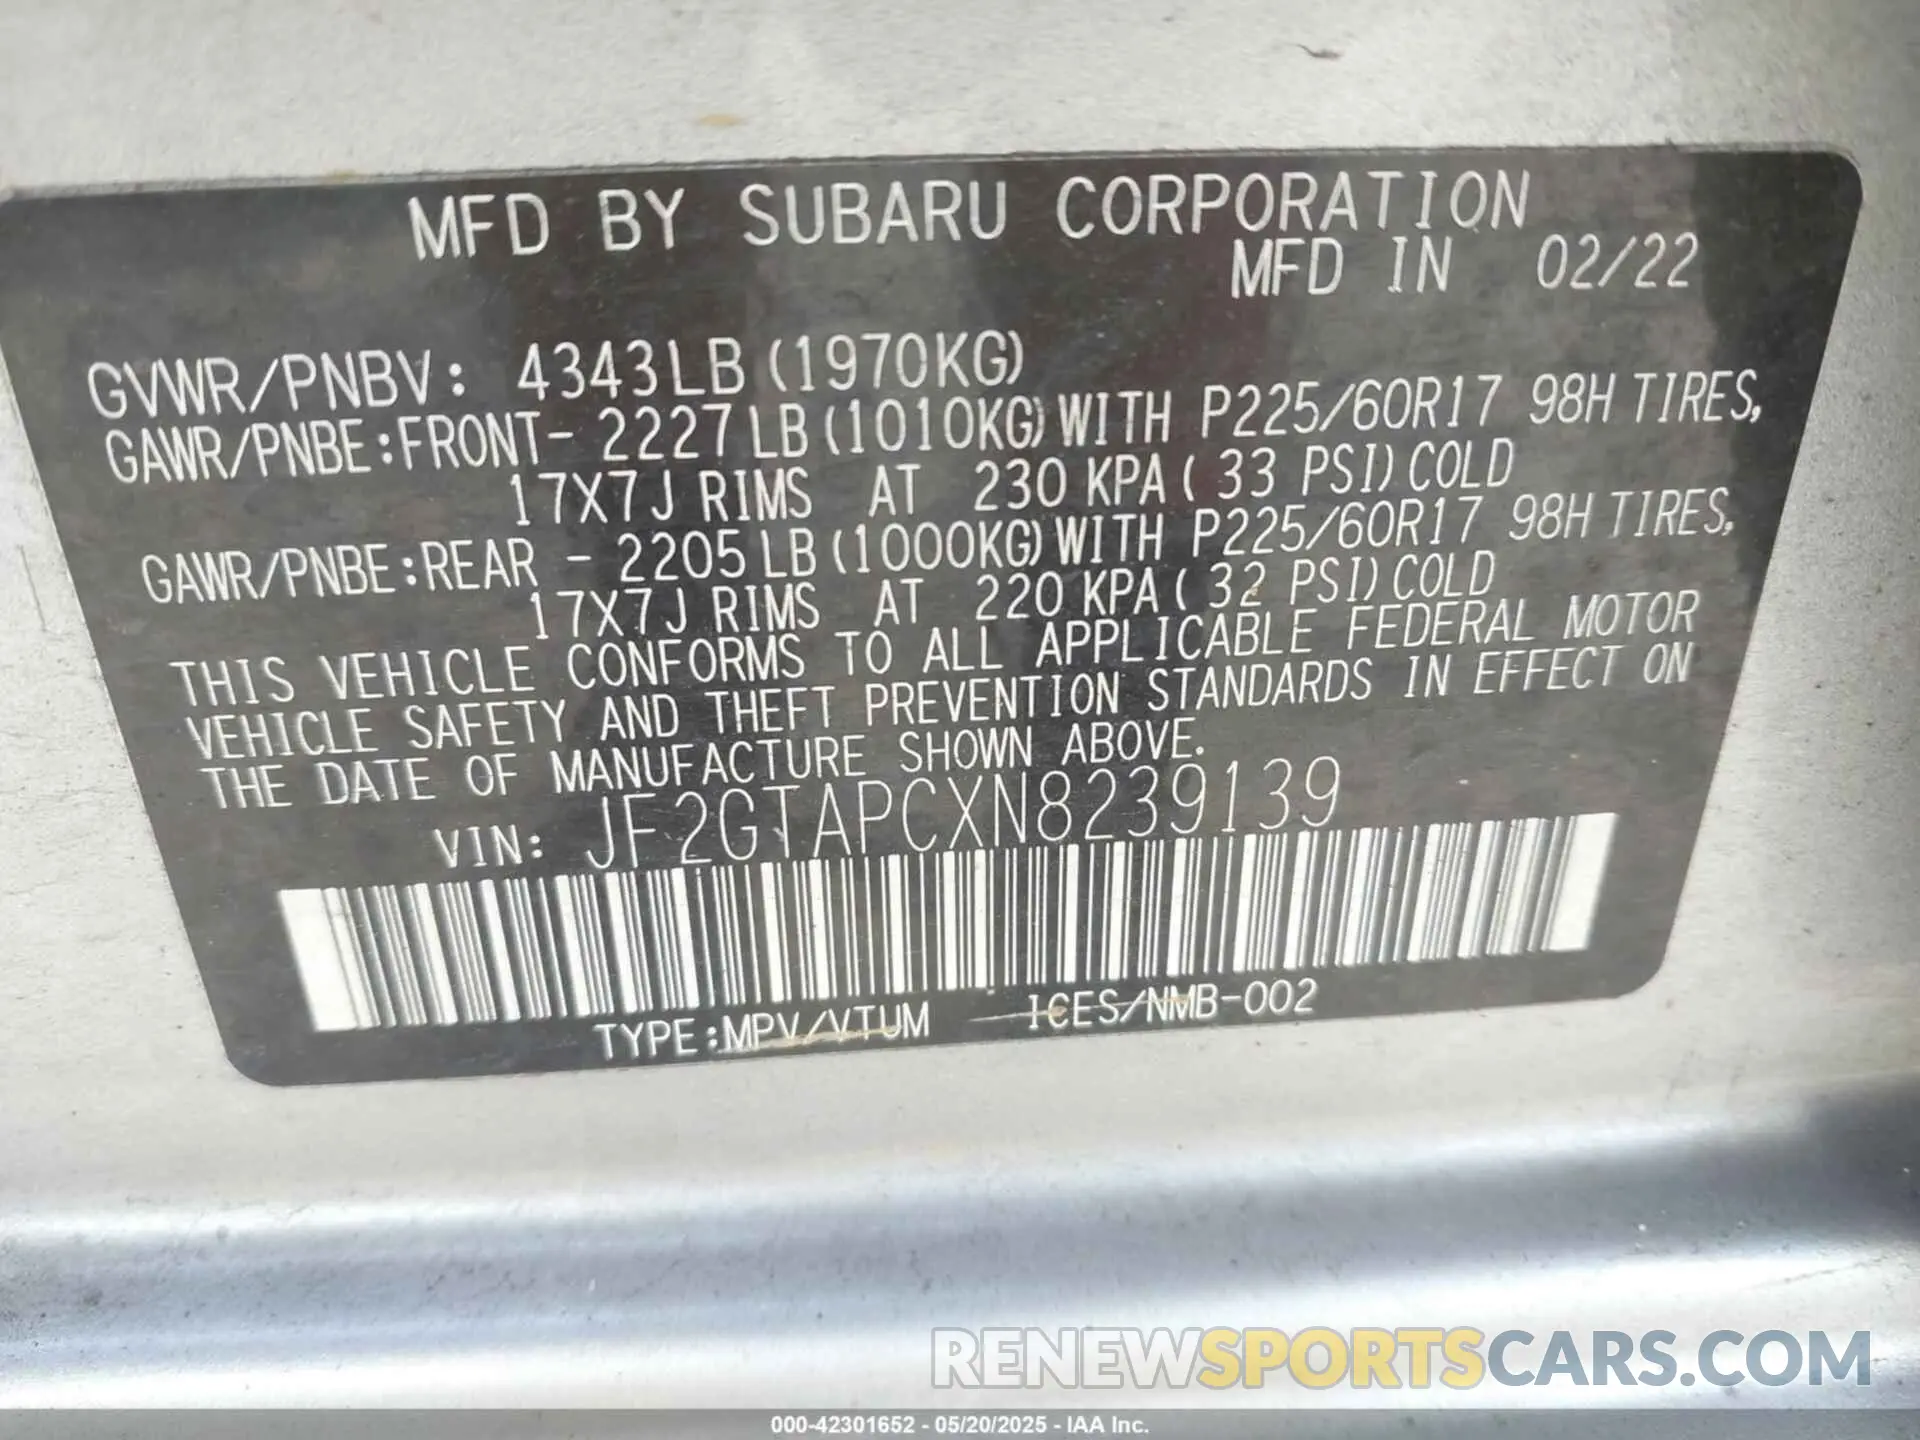 MFD BY SUBARU CORPORATION
MFD IN 02/22
GVWR/PNBV: 4343LB(1970KG)
GAWR/PNBE:FRONT- 2227LB(1010KG)WITH P225/60R17 98H TIRES,
17X7J RIMS AT 230 KPA( 33 PSI)COLD
GAWR/PNBE:REAR - 2205LB(1000KG)WITH P225/60R17 98H TIRES,
17X7J RIMS AT 220 KPA( 32 PSI)COLD
THIS VEHICLE CONFORMS TO ALL APPLICABLE FEDERAL MOTOR
VEHICLE SAFETY AND THEFT PREVENTION STANDARDS IN EFFECT ON
THE DATE OF MANUFACTURE SHOWN ABOVE.
VIN: JF2GTAPCXN8239139
TYPE:MPV/VTUM ICES/NMB-002
RENEWSPORTSCARS.COM
000-42301652 - 05/20/2025 - IAA Inc.